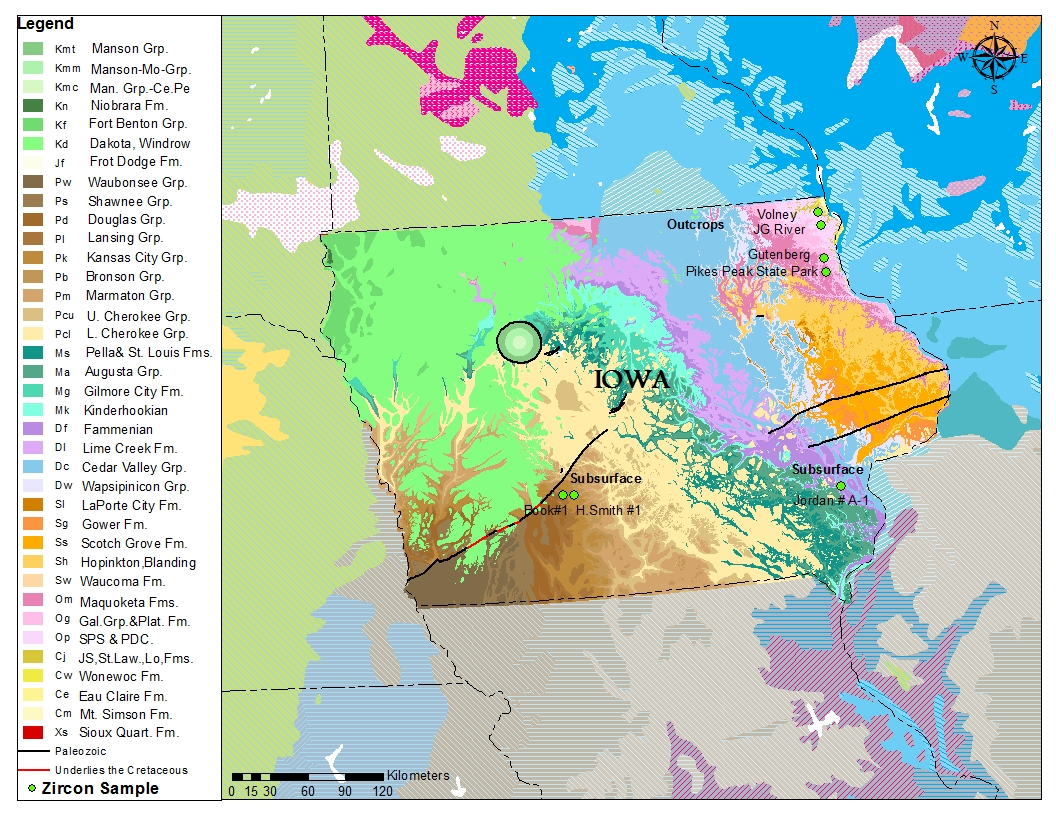 Legend
Kmt Manson Grp.
Kmm Manson-Mo-Grp.
Kmc Man. Grp.-Ce.Pe
Kn Niobrara Fm.
Kf Fort Benton Grp.
Kd Dakota, Windrow
Jf Frot Dodge Fm.
Pw Waubonsee Grp.
Ps Shawnee Grp.
Pd Douglas Grp.
Pl Lansing Grp.
Pk Kansas City Grp.
Pb Bronson Grp.
Pm Marmaton Grp.
Pcu U. Cherokee Grp.
Pcl L. Cherokee Grp.
Ms Pella& St. Louis Fms.
Ma Augusta Grp.
Mg Gilmore City Fm.
Mk Kinderhookian
Df Fammenian
Dl Lime Creek Fm.
Dc Cedar Valley Grp.
Dw Wapsipinicon Grp.
Sl LaPorte City Fm.
Sg Gower Fm.
Ss Scotch Grove Fm.
Sh Hopinkton,Blanding
Sw Waucoma Fm.
Om Maquoketa Fms.
Og Gal.Grp.&Plat. Fm.
Op SPS & PDC.
Cj JS,St.Law.,Lo,Fms.
Cw Wonewoc Fm.
Ce Eau Claire Fm.
Cm Mt. Simson Fm.
Xs Sioux Quart. Fm.
Paleozoic
Underlies the Cretaceous
Zircon Sample
N
W E
S
Volney
Outcrops
JG River
Gutenberg
Pikes Peak State Park
IOWA
Subsurface
Subsurface
Jordan # A-1
Book#1 H.Smith #1
Kilometers
0 15 30 60 90 120